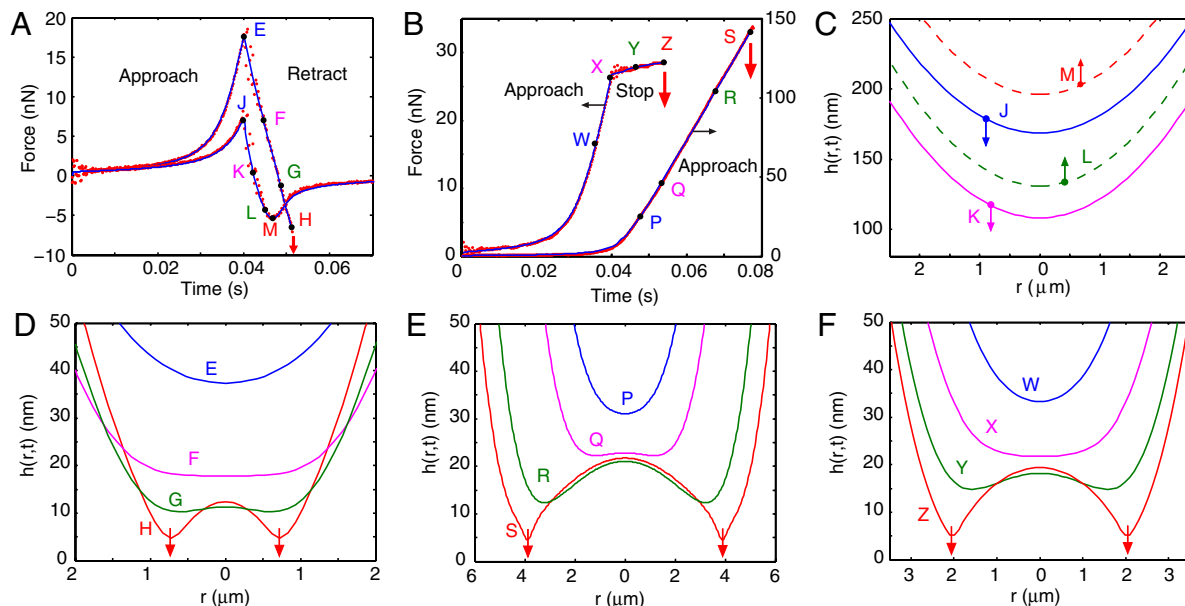 A
20
15
10
5
0
−5
−10
Force (nN)
Approach
Retract
E
J
F
K
G
L
M
H
0
0.02
0.04
0.06
Time (s)
B
30
20
10
0
Force (nN)
150
100
50
0
Approach
Stop
Approach
X
Y
Z
S
W
R
Q
P
0
0.02
0.04
0.06
0.08
Time (s)
C
250
200
150
100
h(r,t) (nm)
M
J
L
K
2
1
0
1
2
r (μm)
D
50
40
30
20
10
0
h(r,t) (nm)
E
F
G
H
2
1
0
1
2
r (μm)
E
50
40
30
20
10
0
h(r,t) (nm)
P
Q
R
S
6
4
2
0
2
4
6
r (μm)
F
50
40
30
20
10
0
h(r,t) (nm)
W
X
Y
Z
3
2
1
0
1
2
3
r (μm)